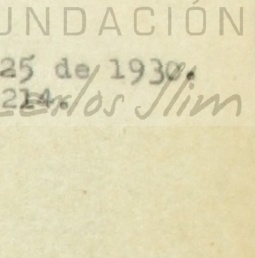 UNDACIÓN
25 de 1930.
214.
Carlos Slim